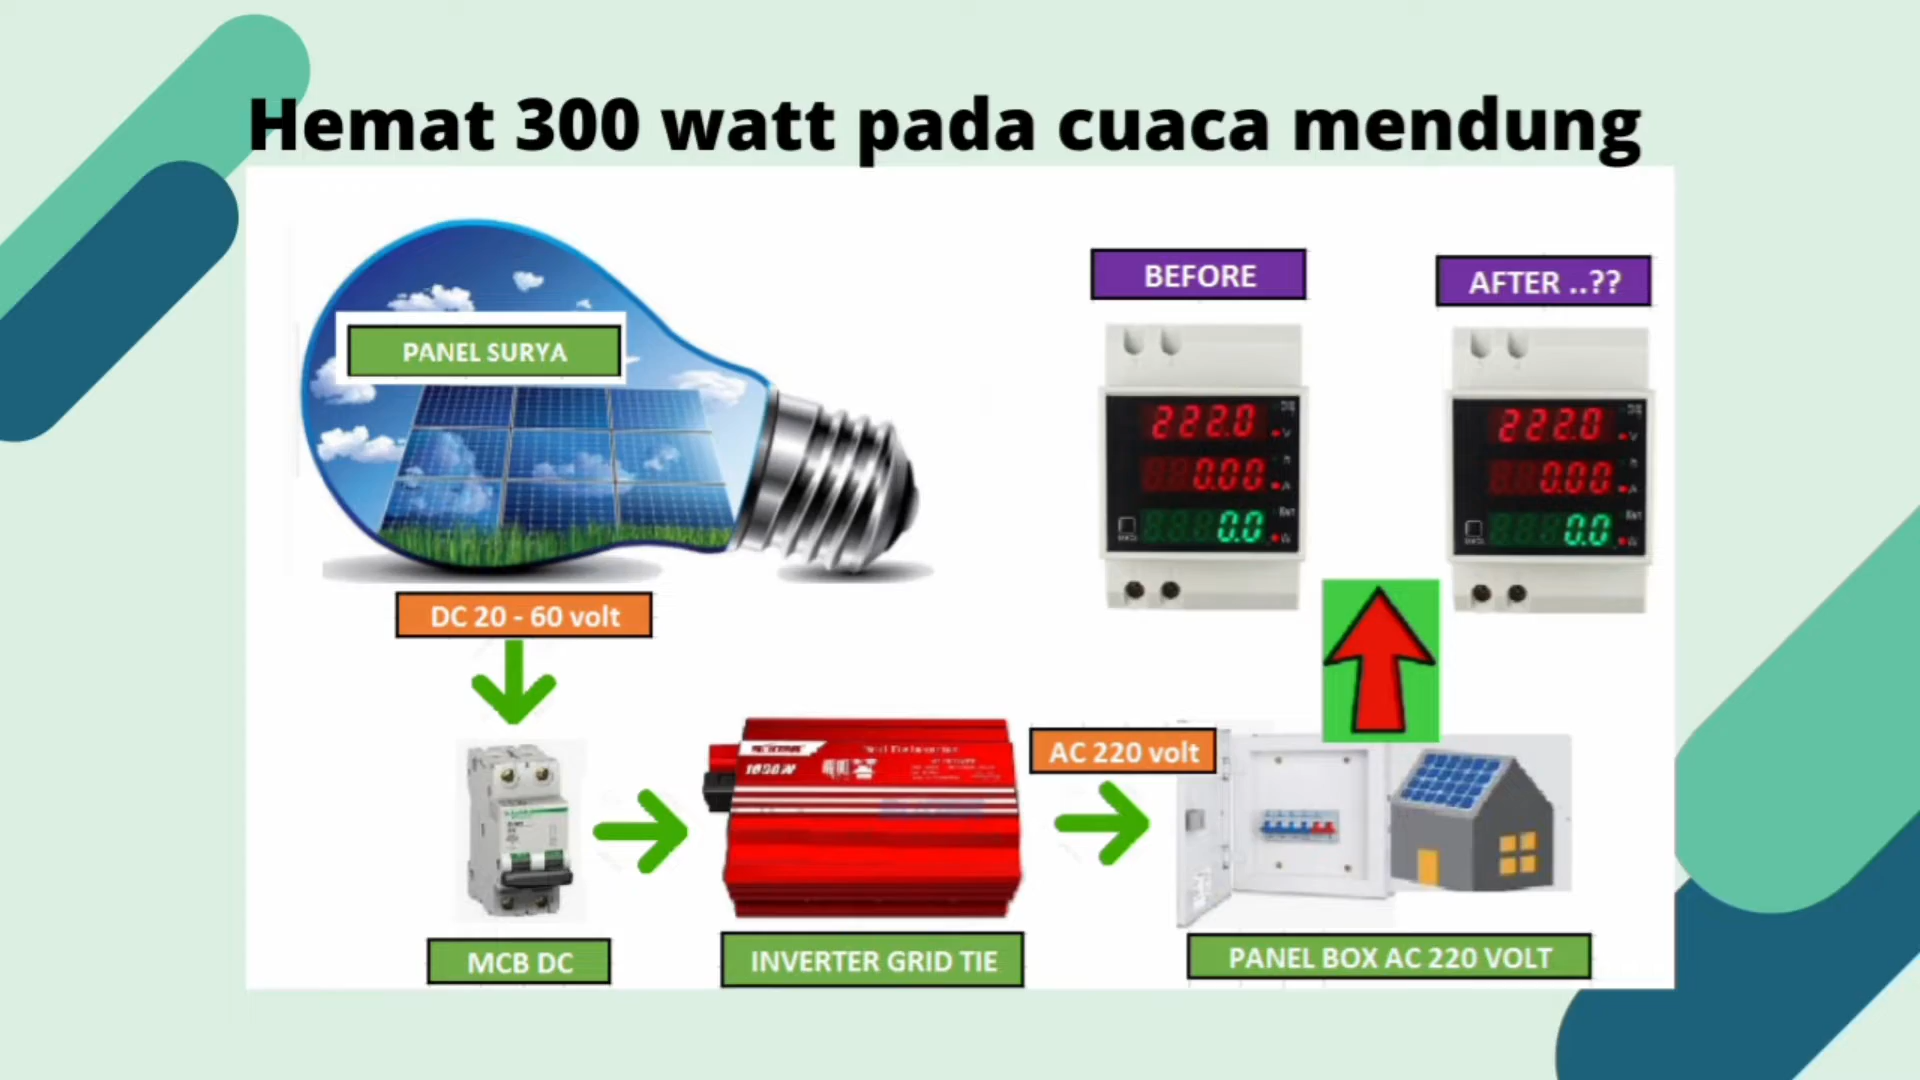 Hemat 300 watt pada cuaca mendung
BEFORE
AFTER ..??
PANEL SURYA
222.0
0.00
0.0
222.0
0.00
0.0
DC 20 - 60 volt
AC 220 volt
1000W
MCB DC
INVERTER GRID TIE
PANEL BOX AC 220 VOLT